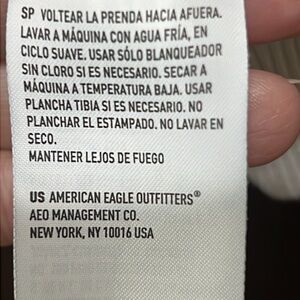 SP VOLTEAR LA PRENDA HACIA AFUERA.
LAVAR A MÁQUINA CON AGUA FRÍA, EN
CICLO SUAVE. USAR SÓLO BLANQUEADOR
SIN CLORO SI ES NECESARIO. SECAR A
MÁQUINA A TEMPERATURA BAJA. USAR
PLANCHA TIBIA SI ES NECESARIO. NO
PLANCHAR EL ESTAMPADO. NO LAVAR EN
SECO.
MANTENER LEJOS DE FUEGO
US AMERICAN EAGLE OUTFITTERS®
AEO MANAGEMENT CO.
NEW YORK, NY 10016 USA